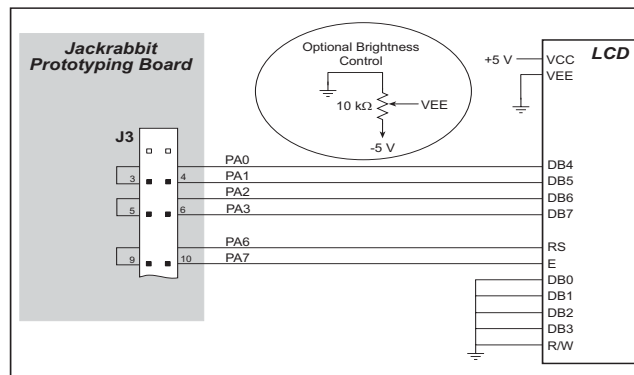 Jackrabbit
Prototyping Board
Optional Brightness
Control
10 kΩ
VEE
-5 V
+5 V
VCC
LCD
VEE
J3
PA0
DB4
3
4
PA1
DB5
PA2
DB6
5
6
PA3
DB7
PA6
RS
9
10
PA7
E
DB0
DB1
DB2
DB3
R/W